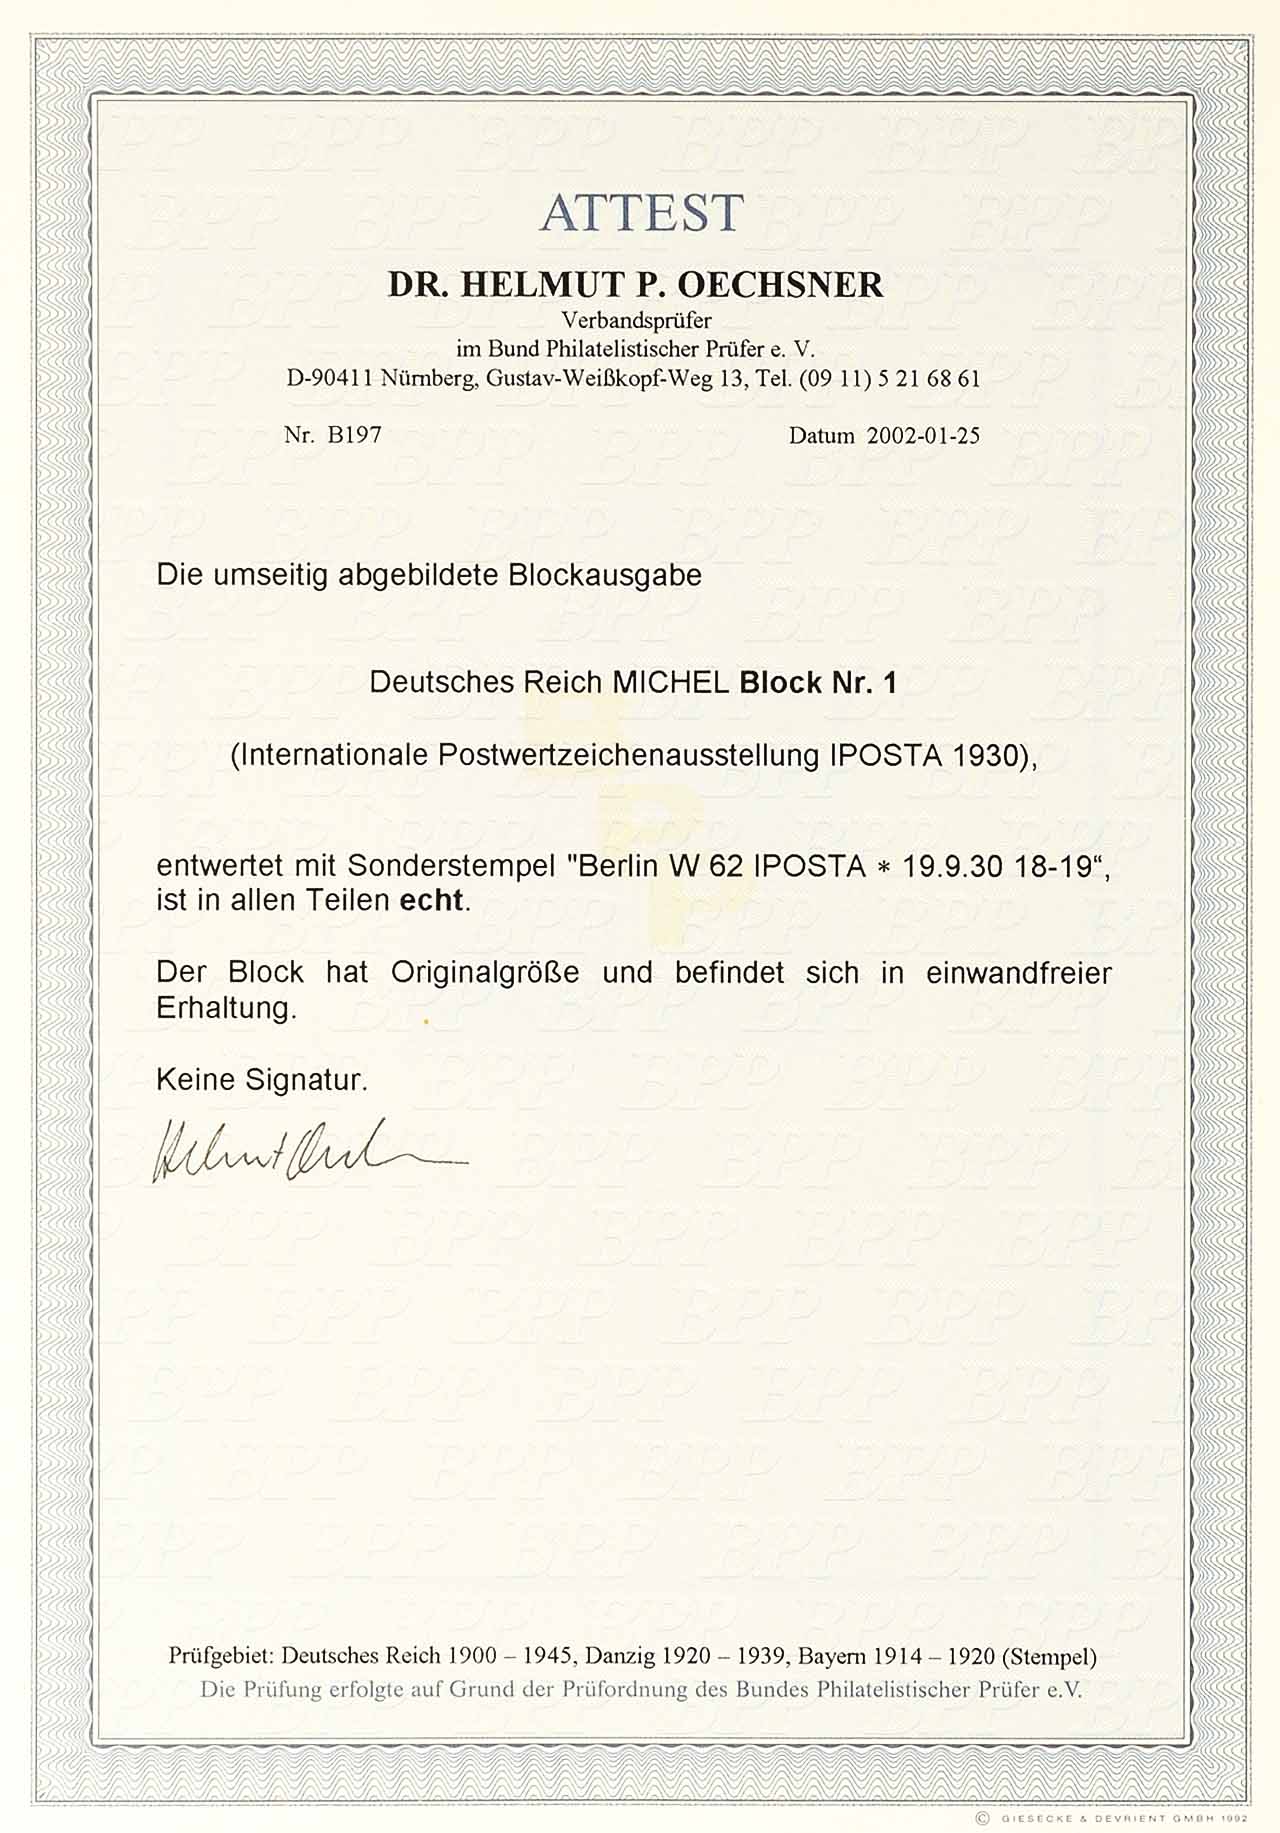 ATTEST
DR. HELMUT P. OECHSNER
Verbandsprüfer
im Bund Philatelistischer Prüfer e. V.
D-90411 Nürnberg, Gustav-Weißkopf-Weg 13, Tel. (09 11) 5 21 68 61
Nr. B197 Datum 2002-01-25
Die umseitig abgebildete Blockausgabe
Deutsches Reich MICHEL Block Nr. 1
(Internationale Postwertzeichenausstellung IPOSTA 1930),
entwertet mit Sonderstempel "Berlin W 62 IPOSTA * 19.9.30 18-19“,
ist in allen Teilen echt.
Der Block hat Originalgröße und befindet sich in einwandfreier
Erhaltung.
Keine Signatur.
Prüfgebiet: Deutsches Reich 1900 – 1945, Danzig 1920 – 1939, Bayern 1914 – 1920 (Stempel)
Die Prüfung erfolgte auf Grund der Prüfordnung des Bundes Philatelistischer Prüfer e.V.
© GIESECKE & DEVRIENT GMBH 1992